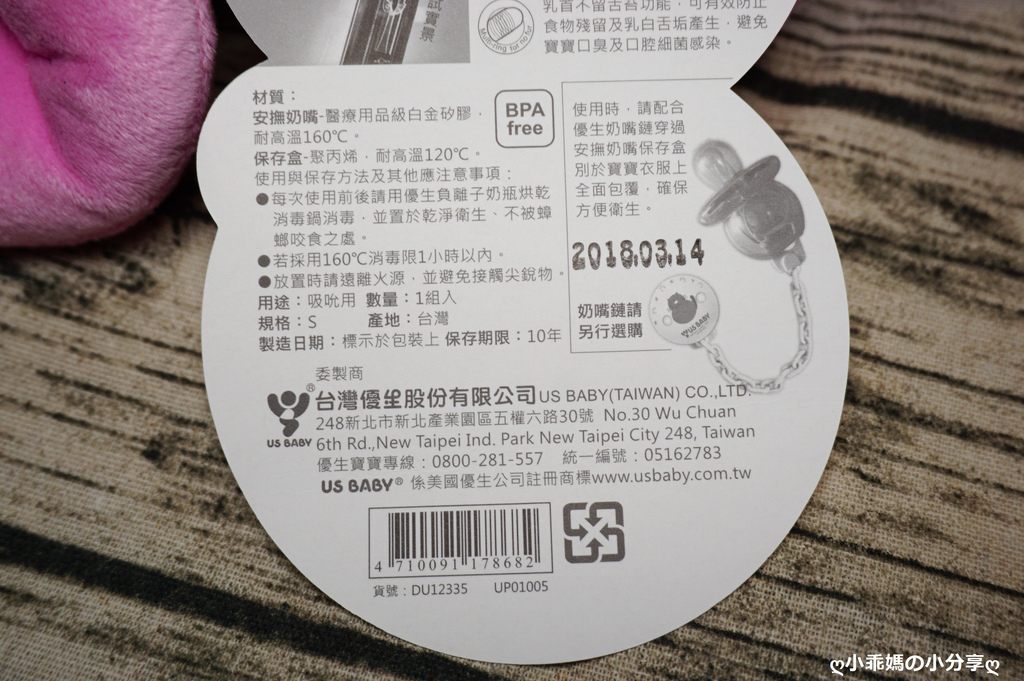 試實景
Mast-ring for no fur
乳首不留舌苔功能，可有效防止
食物殘留及乳白舌垢產生，避免
寶寶口臭及口腔細菌感染。
材質：
安撫奶嘴-醫療用品級白金矽膠，
耐高溫160℃。
保存盒-聚丙烯，耐高溫120℃。
BPA
free
使用與保存方法及其他應注意事項：
●每次使用前後請用優生負離子奶瓶烘乾
消毒鍋消毒，並置於乾淨衛生、不被蟑
螂咬食之處。
●若採用160℃消毒限1小時以內。
●放置時請遠離火源，並避免接觸尖銳物。
用途：吸吮用 數量：1組入
規格：S 產地：台灣
製造日期：標示於包裝上 保存期限：10年
使用時，請配合
優生奶嘴鏈穿過
安撫奶嘴保存盒
別於寶寶衣服上
全面包覆，確保
方便衛生。
2018.03.14
奶嘴鏈請
另行選購
US BABY
委製商
US BABY
®
台灣優生股份有限公司US BABY(TAIWAN) CO.,LTD.
248新北市新北產業園區五權六路30號 No.30 Wu Chuan
6th Rd.,New Taipei Ind. Park New Taipei City 248, Taiwan
優生寶寶專線：0800-281-557 統一編號：05162783
US BABY® 係美國優生公司註冊商標www.usbaby.com.tw
4 710091 178682
貨號：DU12335 UP01005
ღ小乖媽の小分享ღ